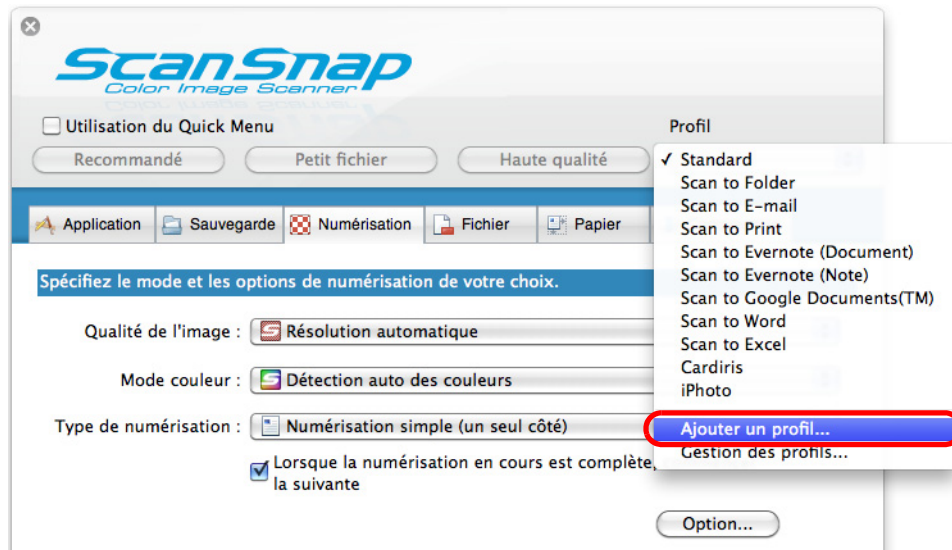 ScanSnap
Color Image Scanner
Utilisation du Quick Menu
Profil
Recommandé
Petit fichier
Haute qualité
✓ Standard
Scan to Folder
Scan to E-mail
Scan to Print
Scan to Evernote (Document)
Scan to Evernote (Note)
Scan to Google Documents(TM)
Scan to Word
Scan to Excel
Cardiris
iPhoto
Ajouter un profil...
Gestion des profils...
Application
Sauvegarde
Numérisation
Fichier
Papier
Spécifiez le mode et les options de numérisation de votre choix.
Qualité de l'image : Résolution automatique
Mode couleur : Détection auto des couleurs
Type de numérisation : Numérisation simple (un seul côté)
Lorsque la numérisation en cours est complète,
la suivante
Option...